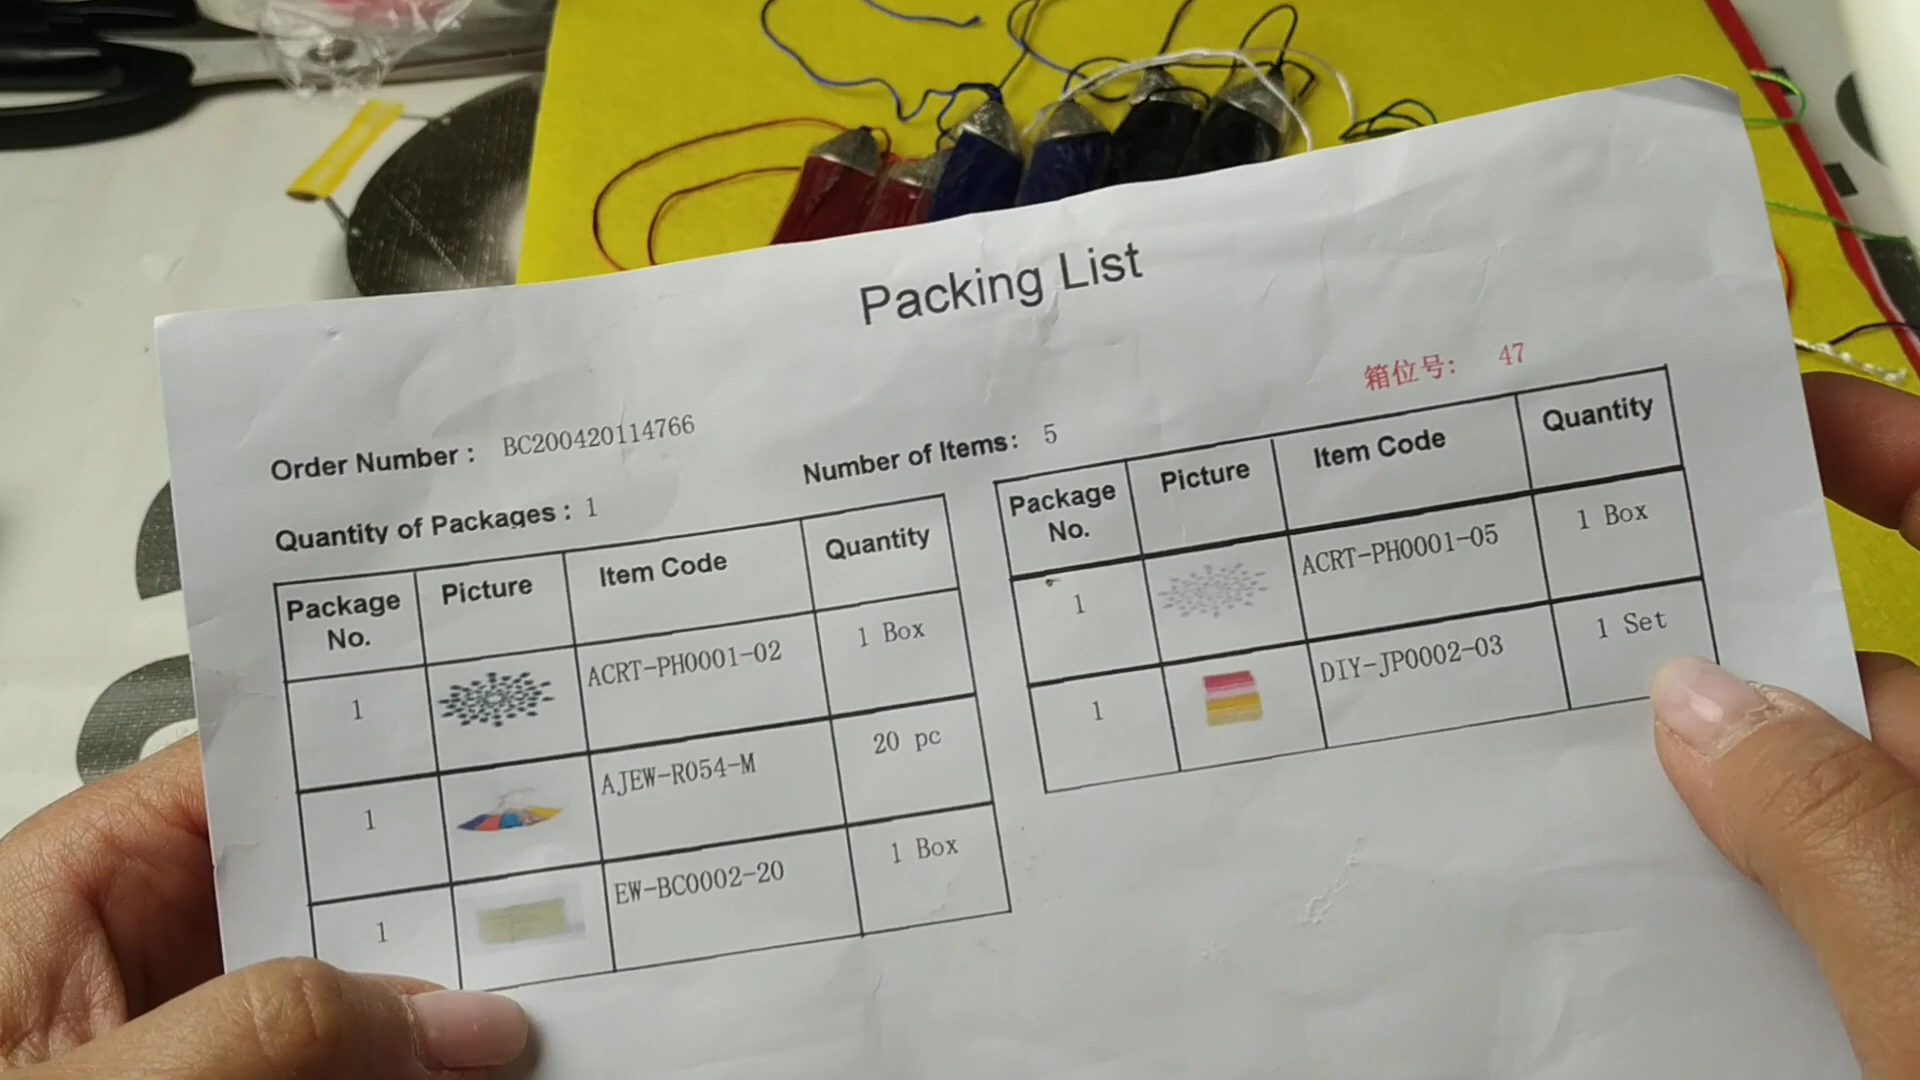 Packing List
箱位号: 47
Order Number : BC200420114766
Number of Items: 5
Quantity of Packages : 1
Package No. Picture Item Code Quantity
1 ACRT-PH0001-02 1 Box
1 AJEW-R054-M 20 pc
1 EW-BC0002-20 1 Box
Package No. Picture Item Code Quantity
1 ACRT-PH0001-05 1 Box
1 DIY-JP0002-03 1 Set